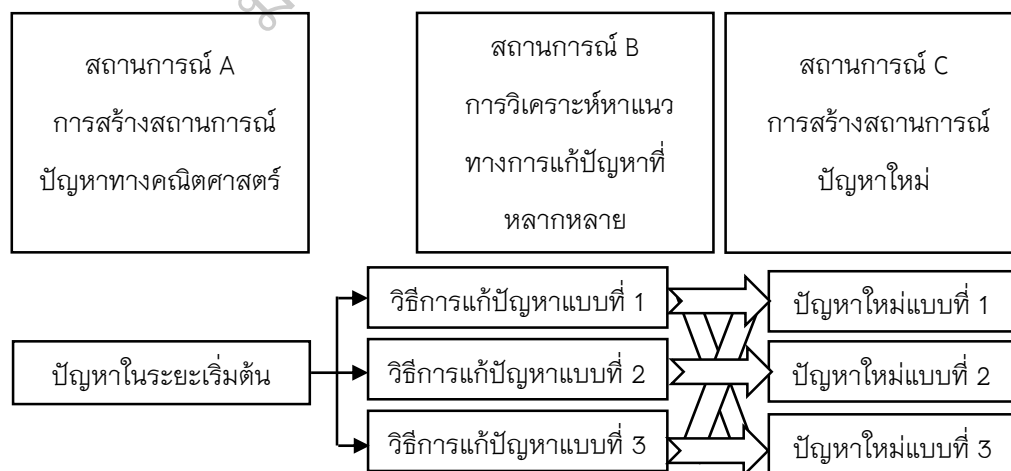 สถานการณ์ A
การสร้างสถานการณ์
ปัญหาทางคณิตศาสตร์
สถานการณ์ B
การวิเคราะห์หาแนว
ทางการแก้ปัญหาที่
หลากหลาย
สถานการณ์ C
การสร้างสถานการณ์
ปัญหาใหม่
ปัญหาในระยะเริ่มต้น
วิธีการแก้ปัญหาแบบที่ 1
วิธีการแก้ปัญหาแบบที่ 2
วิธีการแก้ปัญหาแบบที่ 3
ปัญหาใหม่แบบที่ 1
ปัญหาใหม่แบบที่ 2
ปัญหาใหม่แบบที่ 3